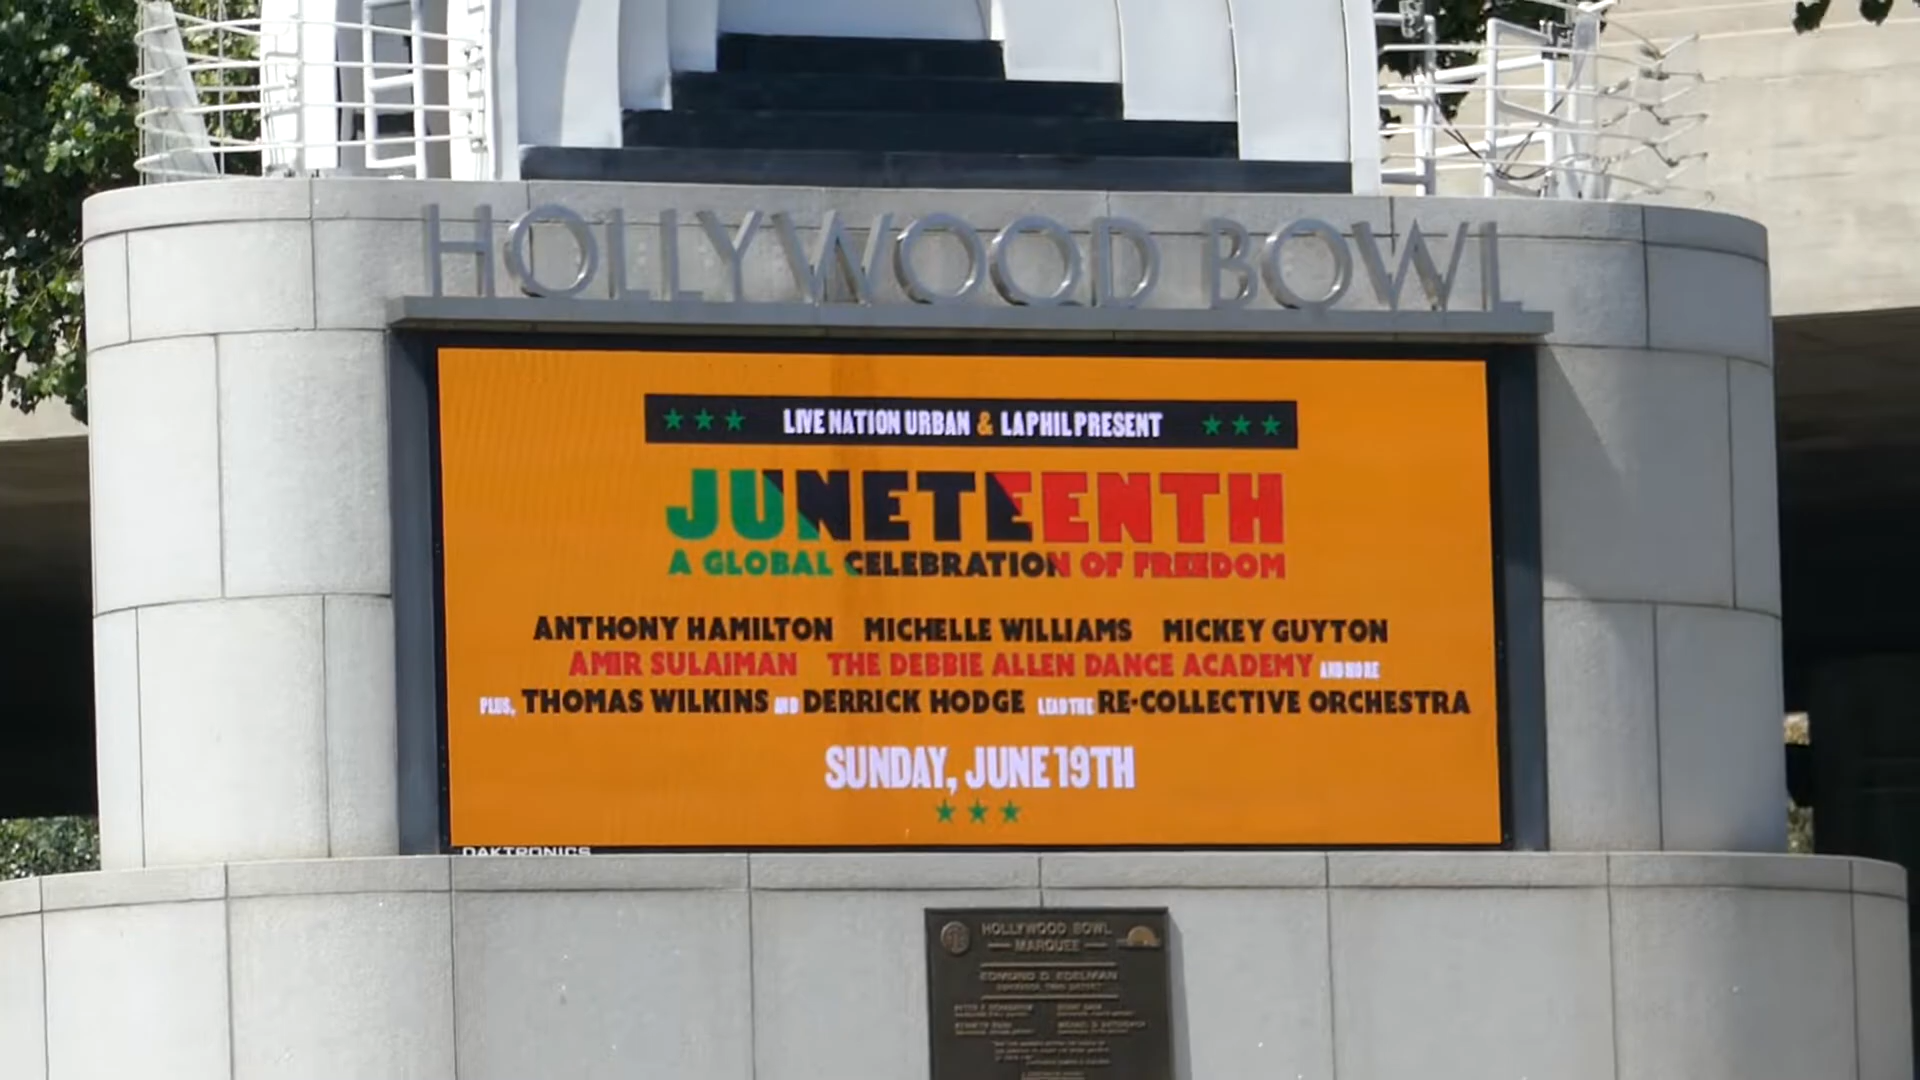 HOLLYWOOD BOWL
★ ★ ★ LIVE NATION URBAN & LA PHIL PRESENT ★ ★ ★
JUNETEENTH
A GLOBAL CELEBRATION OF FREEDOM
ANTHONY HAMILTON MICHELLE WILLIAMS MICKEY GUYTON
AMIR SULAIMAN THE DEBBIE ALLEN DANCE ACADEMY AND MORE
PLUS, THOMAS WILKINS AND DERRICK HODGE LEAD THE RE-COLLECTIVE ORCHESTRA
SUNDAY, JUNE 19TH
★ ★ ★
DAKTRONICS
HOLLYWOOD BOWL
MARQUEE
EDMUND D. EDELMAN